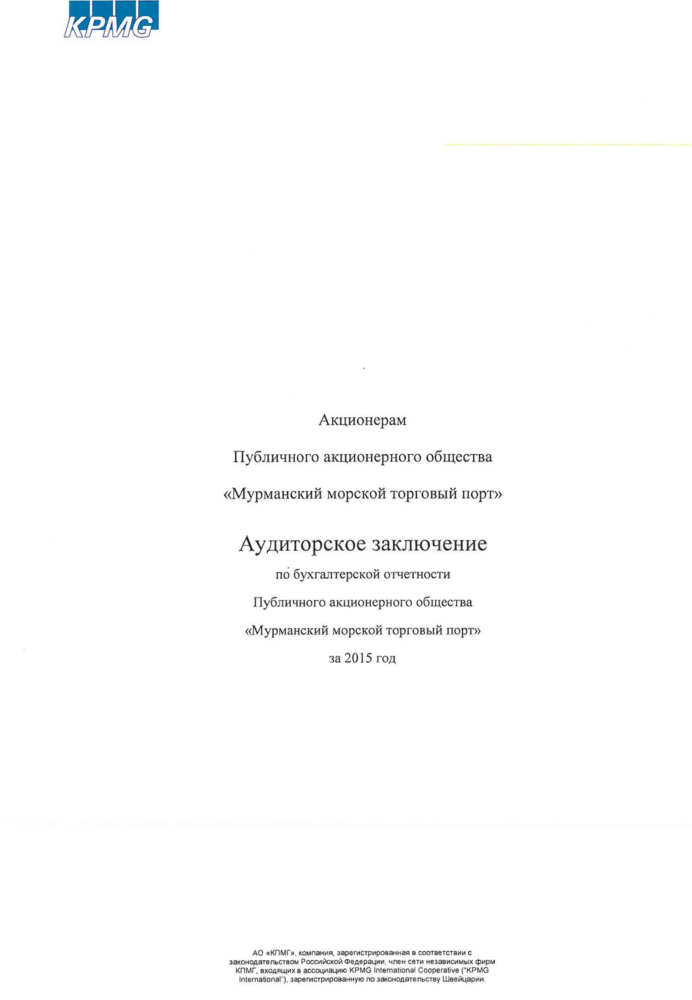 KPMG
Акционерам
Публичного акционерного общества
«Мурманский морской торговый порт»
Аудиторское заключение
по бухгалтерской отчетности
Публичного акционерного общества
«Мурманский морской торговый порт»
за 2015 год
АО «КПМГ», компания, зарегистрированная в соответствии с
законодательством Российской Федерации, член сети независимых фирм
КПМГ, входящих в ассоциацию KPMG International Cooperative ("KPMG
International"), зарегистрированную по законодательству Швейцарии.